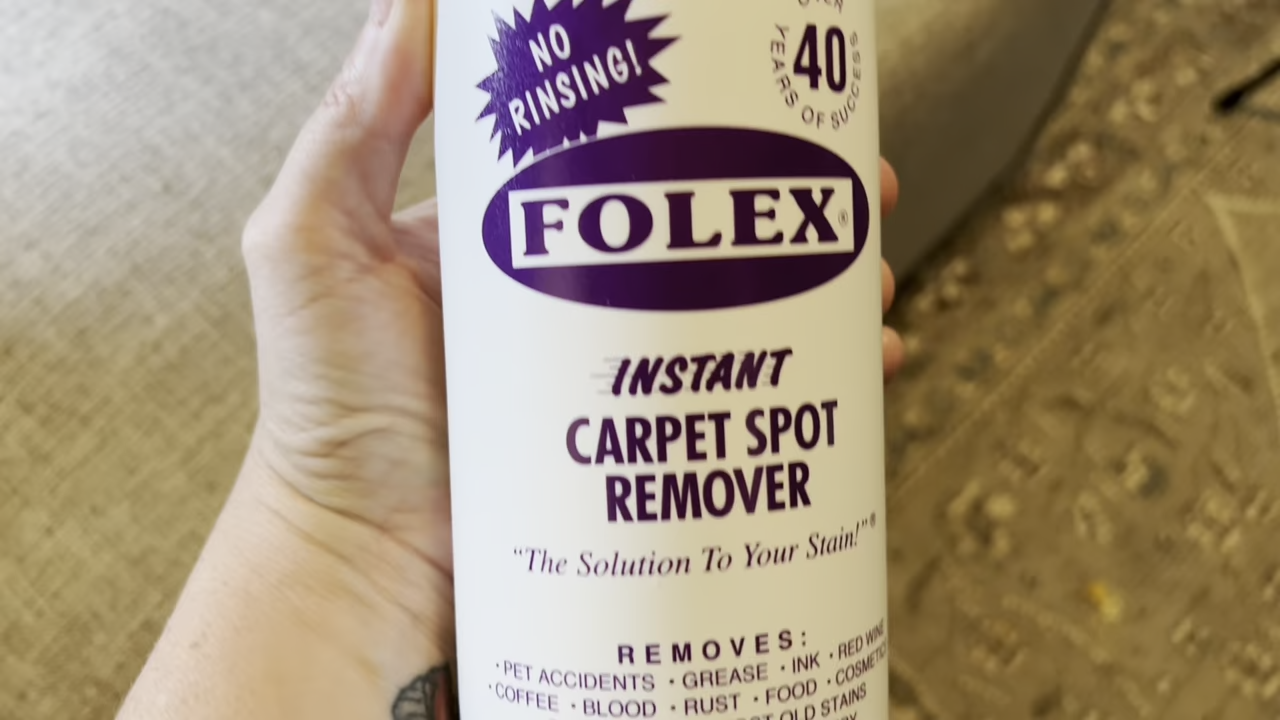 NO
RINSING!
40
YEARS OF SUCCESS
FOLEX®
INSTANT
CARPET SPOT
REMOVER
“The Solution To Your Stain!”®
REMOVES:
· PET ACCIDENTS · GREASE · INK · RED WINE
· COFFEE · BLOOD · RUST · FOOD · COSMETIC
OLD STAINS